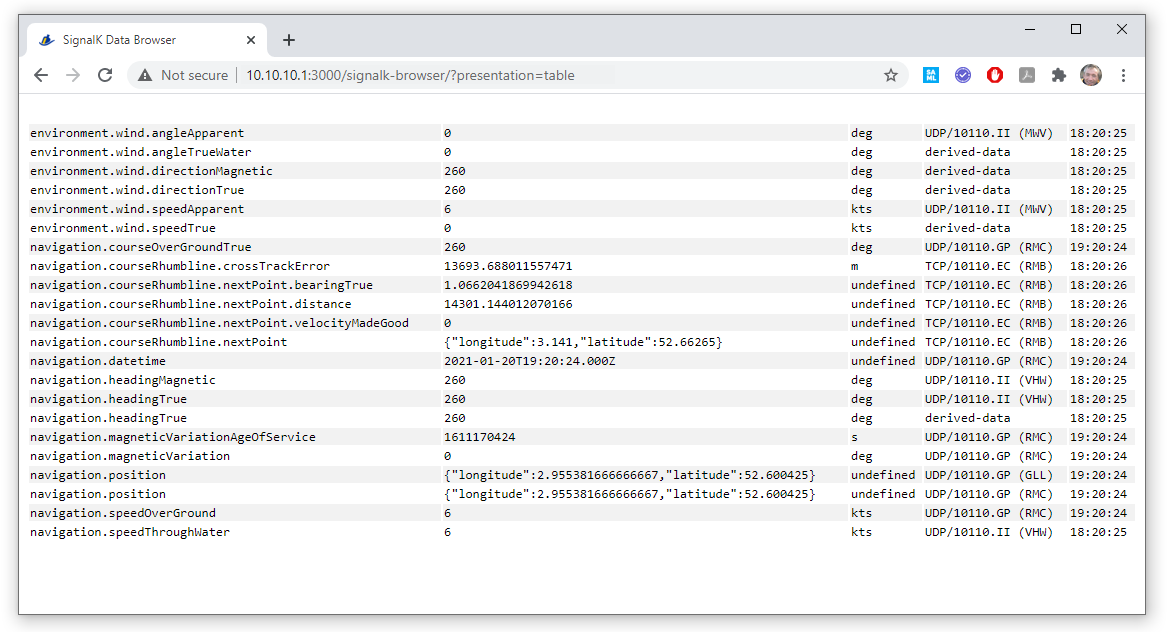 SignalK Data Browser
Not secure 10.10.10.1:3000/signalk-browser/?presentation=table
SA ML
environment.wind.angleApparent 0 deg UDP/10110.II (MWV) 18:20:25
environment.wind.angleTrueWater 0 deg derived-data 18:20:25
environment.wind.directionMagnetic 260 deg derived-data 18:20:25
environment.wind.directionTrue 260 deg derived-data 18:20:25
environment.wind.speedApparent 6 kts UDP/10110.II (MWV) 18:20:25
environment.wind.speedTrue 0 kts derived-data 18:20:25
navigation.courseOverGroundTrue 260 deg UDP/10110.GP (RMC) 19:20:24
navigation.courseRhumbline.crossTrackError 13693.688011557471 m TCP/10110.EC (RMB) 18:20:26
navigation.courseRhumbline.nextPoint.bearingTrue 1.0662041869942618 undefined TCP/10110.EC (RMB) 18:20:26
navigation.courseRhumbline.nextPoint.distance 14301.144012070166 undefined TCP/10110.EC (RMB) 18:20:26
navigation.courseRhumbline.nextPoint.velocityMadeGood 0 undefined TCP/10110.EC (RMB) 18:20:26
navigation.courseRhumbline.nextPoint {"longitude":3.141,"latitude":52.66265} undefined TCP/10110.EC (RMB) 18:20:26
navigation.datetime 2021-01-20T19:20:24.000Z undefined UDP/10110.GP (RMC) 19:20:24
navigation.headingMagnetic 260 deg UDP/10110.II (VHW) 18:20:25
navigation.headingTrue 260 deg UDP/10110.II (VHW) 18:20:25
navigation.headingTrue 260 deg derived-data 18:20:25
navigation.magneticVariationAgeOfService 1611170424 s UDP/10110.GP (RMC) 19:20:24
navigation.magneticVariation 0 deg UDP/10110.GP (RMC) 19:20:24
navigation.position {"longitude":2.955381666666667,"latitude":52.600425} undefined UDP/10110.GP (GLL) 19:20:24
navigation.position {"longitude":2.955381666666667,"latitude":52.600425} undefined UDP/10110.GP (RMC) 19:20:24
navigation.speedOverGround 6 kts UDP/10110.GP (RMC) 19:20:24
navigation.speedThroughWater 6 kts UDP/10110.II (VHW) 18:20:25